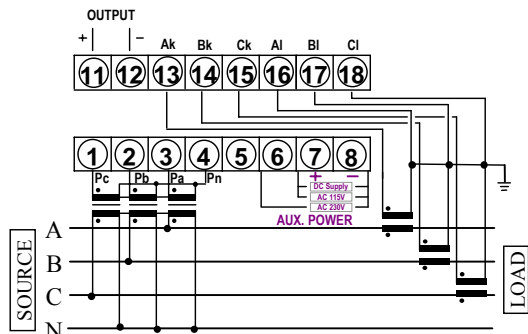 OUTPUT
+ −
Ak Bk Ck Al Bl Cl
11 12 13 14 15 16 17 18
1 2 3 4 5 6 7 8
Pc Pb Pa Pn + −
DC Supply
AC 115V
AC 230V
AUX. POWER
SOURCE
A
B
C
N
LOAD